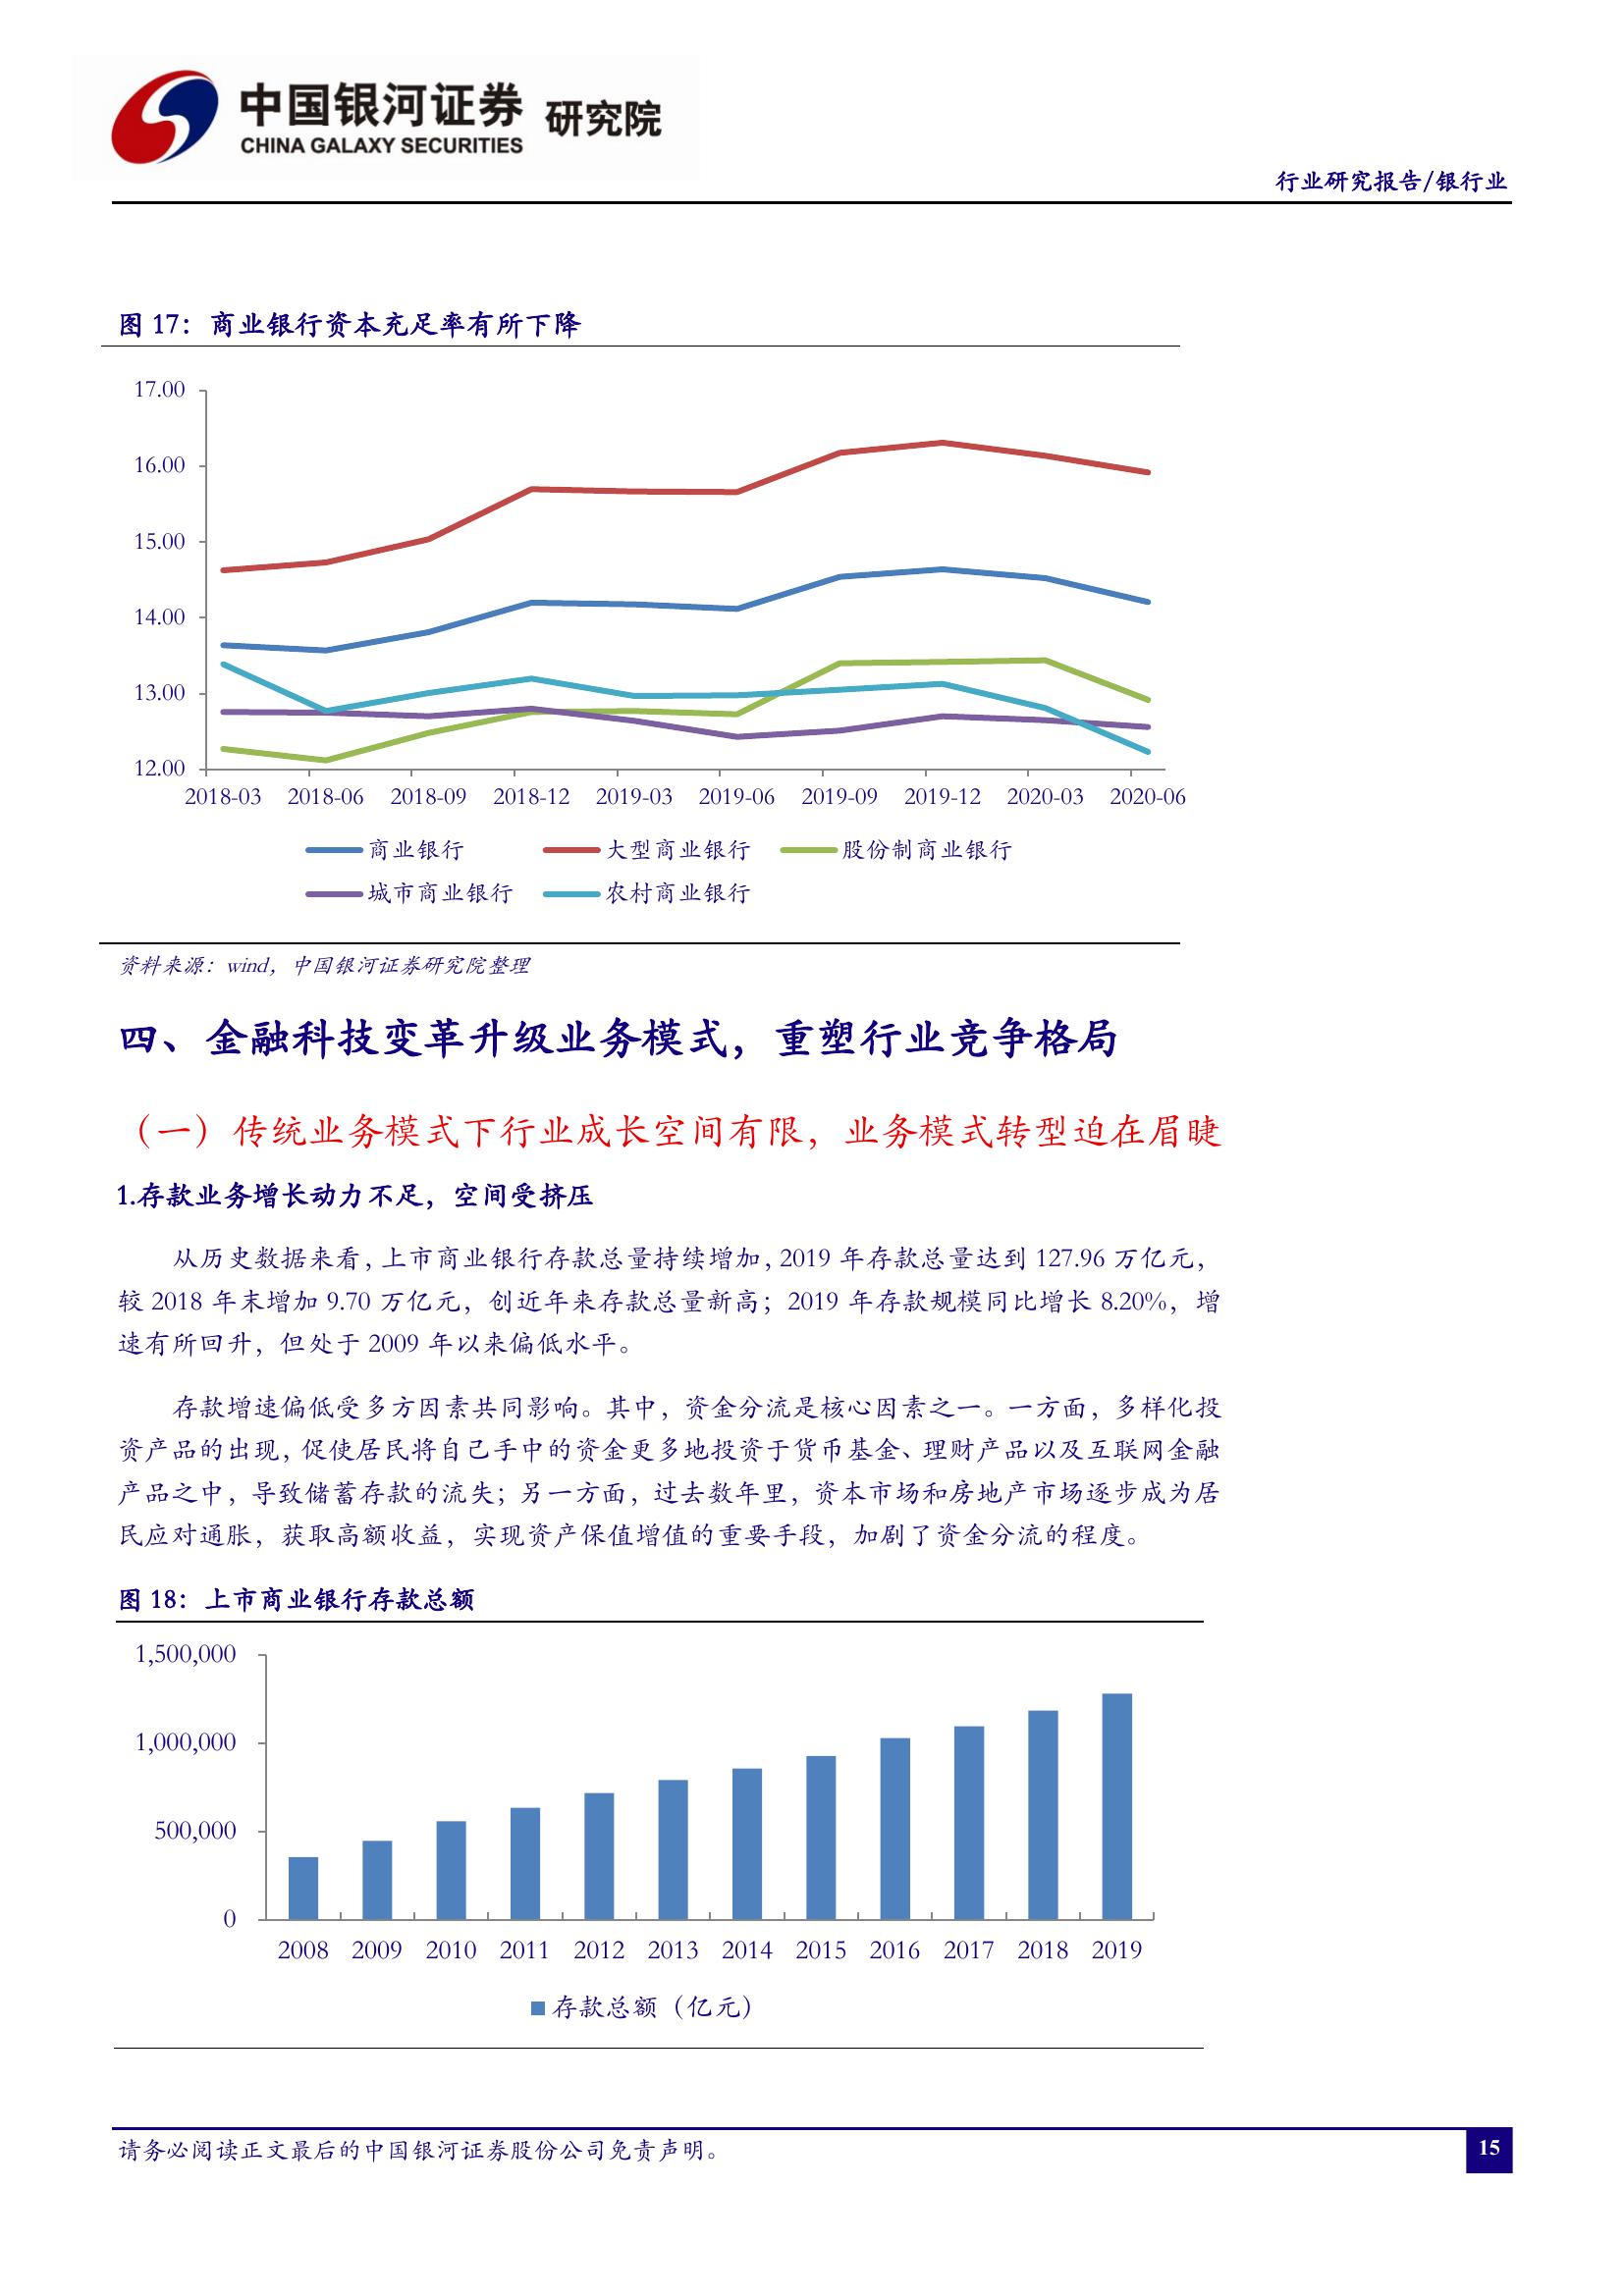 中国银河证券 研究院
CHINA GALAXY SECURITIES
行业研究报告/银行业
图 17：商业银行资本充足率有所下降
17.00
16.00
15.00
14.00
13.00
12.00
2018-03 2018-06 2018-09 2018-12 2019-03 2019-06 2019-09 2019-12 2020-03 2020-06
商业银行 大型商业银行 股份制商业银行
城市商业银行 农村商业银行
资料来源：wind，中国银河证券研究院整理
四、金融科技变革升级业务模式，重塑行业竞争格局
（一）传统业务模式下行业成长空间有限，业务模式转型迫在眉睫
1.存款业务增长动力不足，空间受挤压
从历史数据来看，上市商业银行存款总量持续增加，2019 年存款总量达到 127.96 万亿元，
较 2018 年末增加 9.70 万亿元，创近年来存款总量新高；2019 年存款规模同比增长 8.20%，增
速有所回升，但处于 2009 年以来偏低水平。
存款增速偏低受多方因素共同影响。其中，资金分流是核心因素之一。一方面，多样化投
资产品的出现，促使居民将自己手中的资金更多地投资于货币基金、理财产品以及互联网金融
产品之中，导致储蓄存款的流失；另一方面，过去数年里，资本市场和房地产市场逐步成为居
民应对通胀，获取高额收益，实现资产保值增值的重要手段，加剧了资金分流的程度。
图 18：上市商业银行存款总额
1,500,000
1,000,000
500,000
0
2008 2009 2010 2011 2012 2013 2014 2015 2016 2017 2018 2019
存款总额（亿元）
请务必阅读正文最后的中国银河证券股份公司免责声明。
15